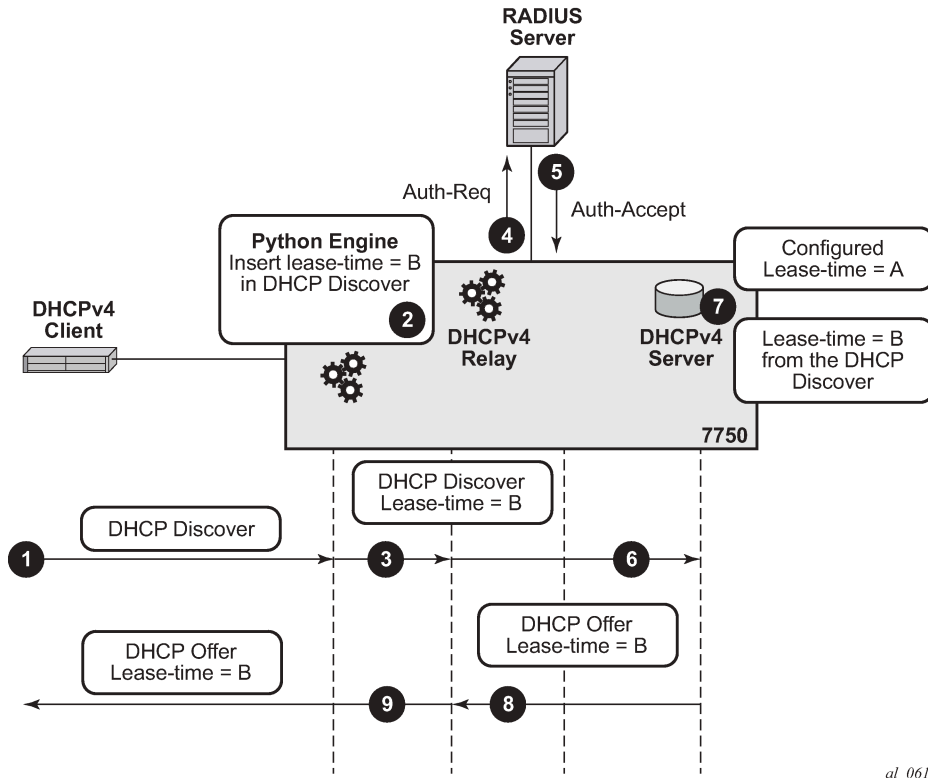 RADIUS
Server
5
Auth-Req
Auth-Accept
4
Python Engine
Insert lease-time = B
in DHCP Discover
2
Configured
Lease-time = A
7
DHCPv4
Client
DHCPv4
Relay
DHCPv4
Server
Lease-time = B
from the DHCP
Discover
7750
DHCP Discover
Lease-time = B
DHCP Discover
1
3
6
DHCP Offer
Lease-time = B
DHCP Offer
Lease-time = B
9
8
al_061